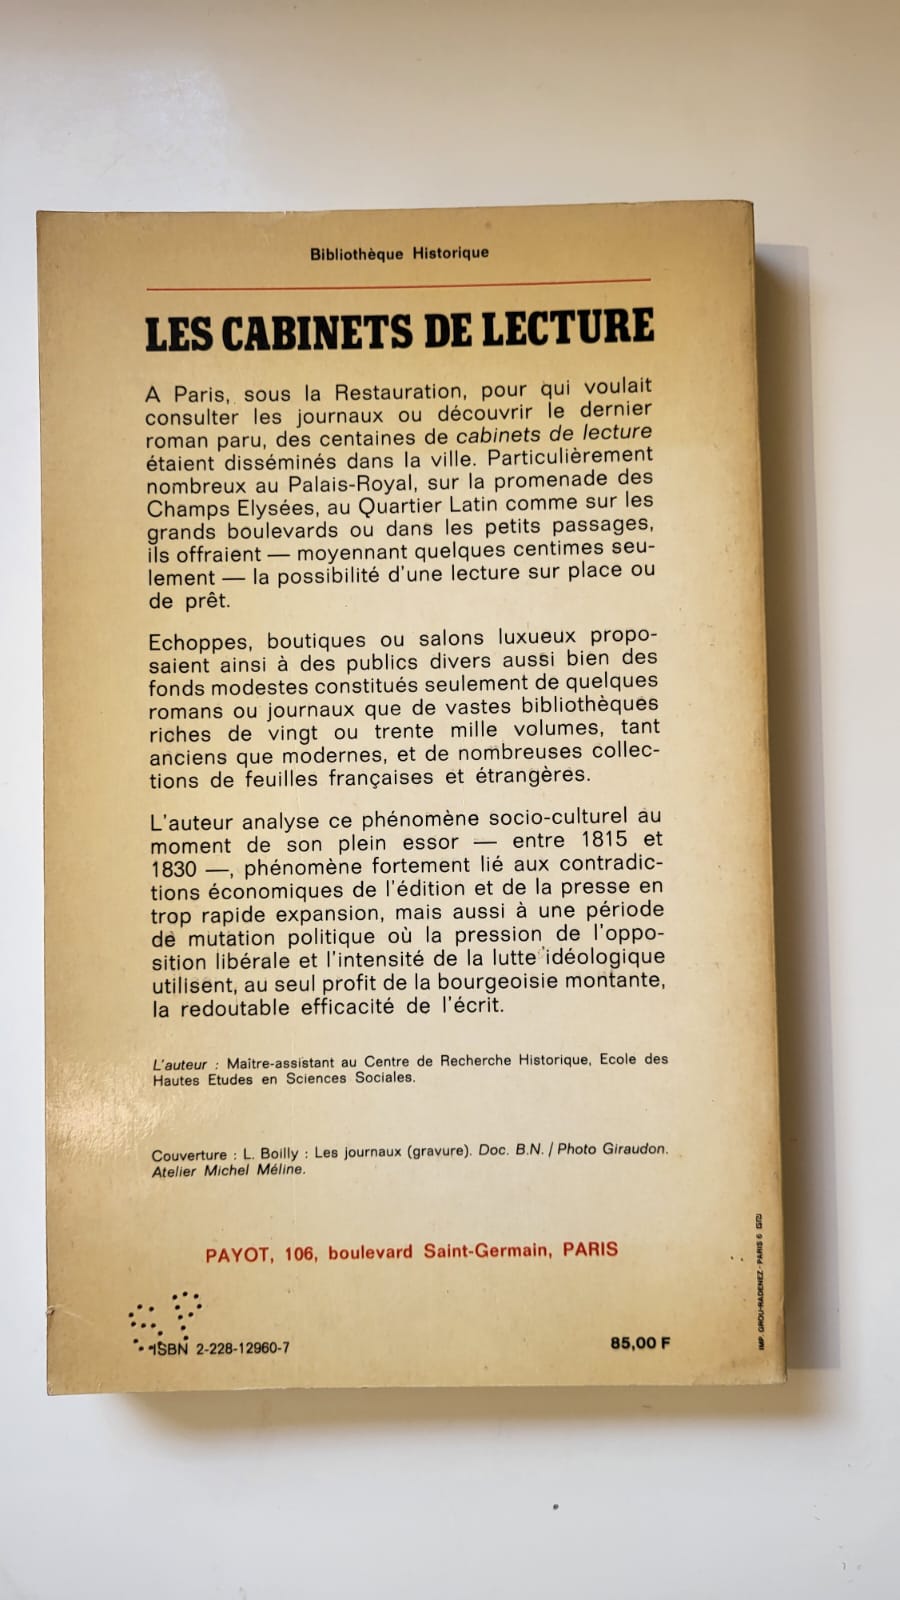 Bibliothèque Historique
LES CABINETS DE LECTURE
A Paris, sous la Restauration, pour qui voulait
consulter les journaux ou découvrir le dernier
roman paru, des centaines de cabinets de lecture
étaient disséminés dans la ville. Particulièrement
nombreux au Palais-Royal, sur la promenade des
Champs Elysées, au Quartier Latin comme sur les
grands boulevards ou dans les petits passages,
ils offraient — moyennant quelques centimes seu-
lement — la possibilité d'une lecture sur place ou
de prêt.
Echoppes, boutiques ou salons luxueux propo-
saient ainsi à des publics divers aussi bien des
fonds modestes constitués seulement de quelques
romans ou journaux que de vastes bibliothèques
riches de vingt ou trente mille volumes, tant
anciens que modernes, et de nombreuses collec-
tions de feuilles françaises et étrangères.
L'auteur analyse ce phénomène socio-culturel au
moment de son plein essor — entre 1815 et
1830 —, phénomène fortement lié aux contradic-
tions économiques de l'édition et de la presse en
trop rapide expansion, mais aussi à une période
de mutation politique où la pression de l'oppo-
sition libérale et l'intensité de la lutte idéologique
utilisent, au seul profit de la bourgeoisie montante,
la redoutable efficacité de l'écrit.
L'auteur : Maître-assistant au Centre de Recherche Historique, Ecole des
Hautes Etudes en Sciences Sociales.
Couverture : L. Boilly : Les journaux (gravure). Doc. B.N. / Photo Giraudon.
Atelier Michel Méline.
PAYOT, 106, boulevard Saint-Germain, PARIS
SP
ISBN 2-228-12960-7
85,00 F
IMP. GROU-RADENEZ - PARIS 6